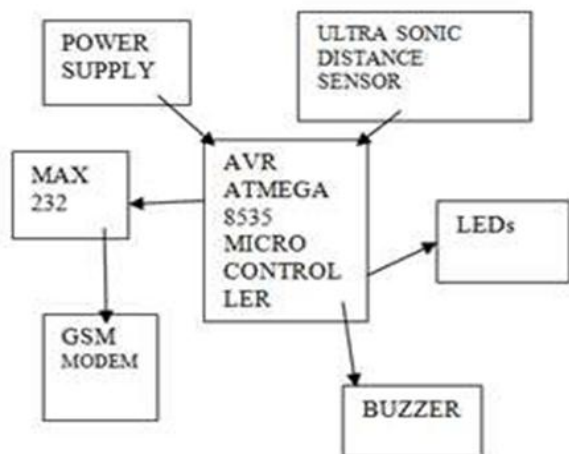 POWER
SUPPLY
ULTRA SONIC
DISTANCE
SENSOR
MAX
232
AVR
ATMEGA
8535
MICRO
CONTROL
LER
LEDs
GSM
MODEM
BUZZER